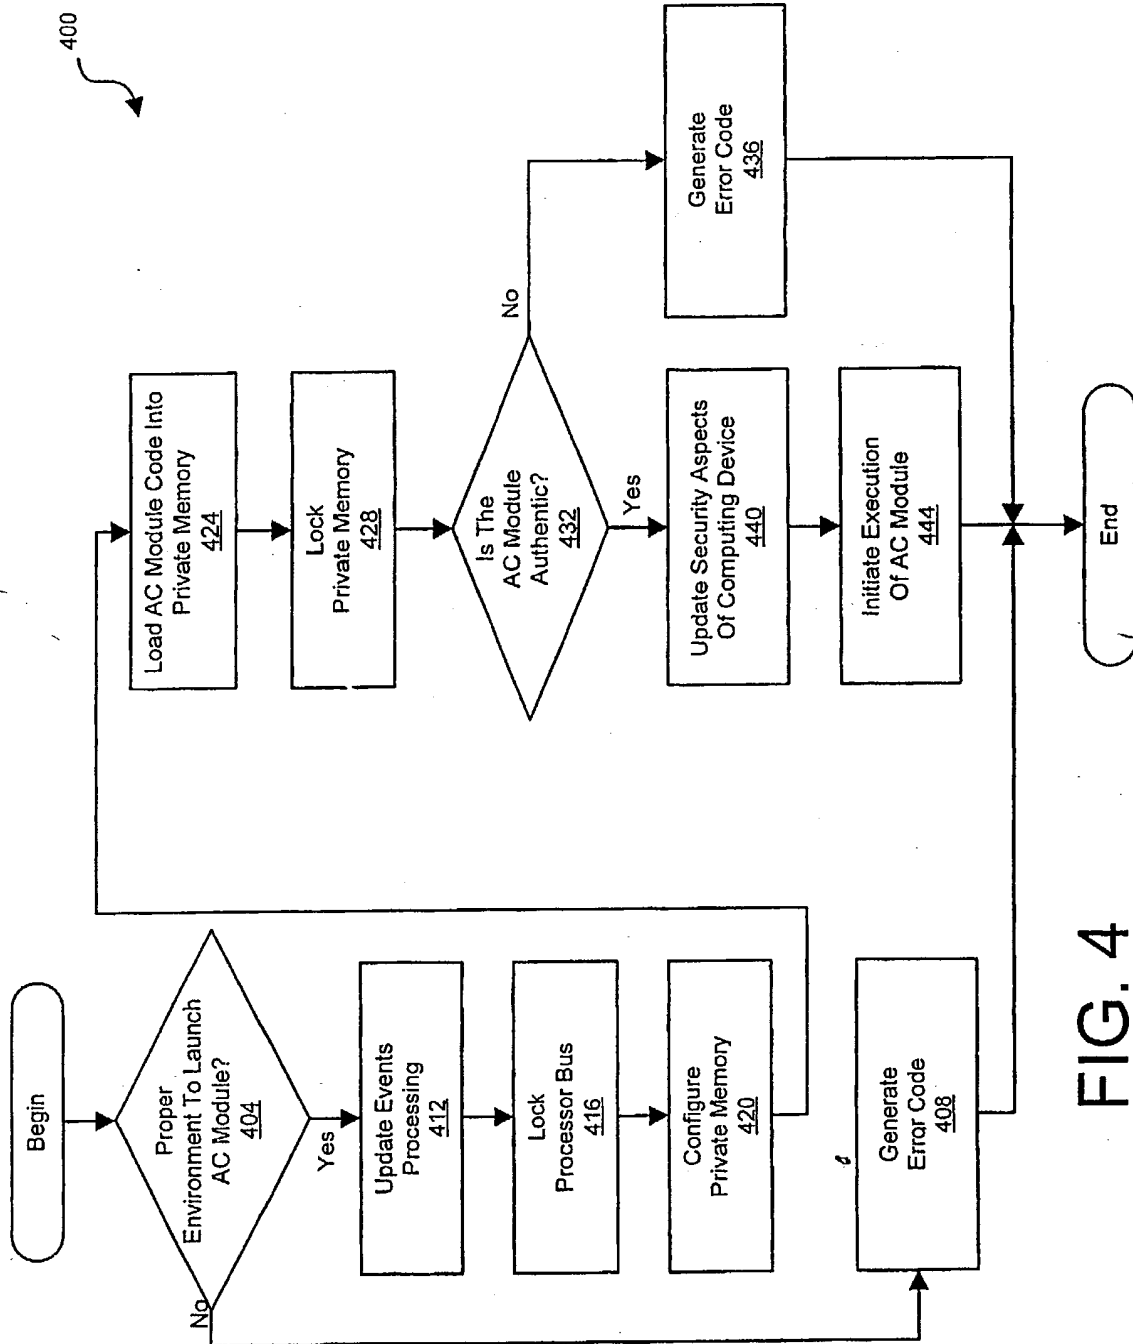 400
Begin
Proper
Environment To Launch
AC Module?
404
No
Yes
Update Events
Processing
412
Lock
Processor Bus
416
Configure
Private Memory
420
Generate
Error Code
408
Load AC Module Code Into
Private Memory
424
Lock
Private Memory
428
Is The
AC Module
Authentic?
432
No
Yes
Generate
Error Code
436
Update Security Aspects
Of Computing Device
440
Initiate Execution
Of AC Module
444
End
FIG. 4